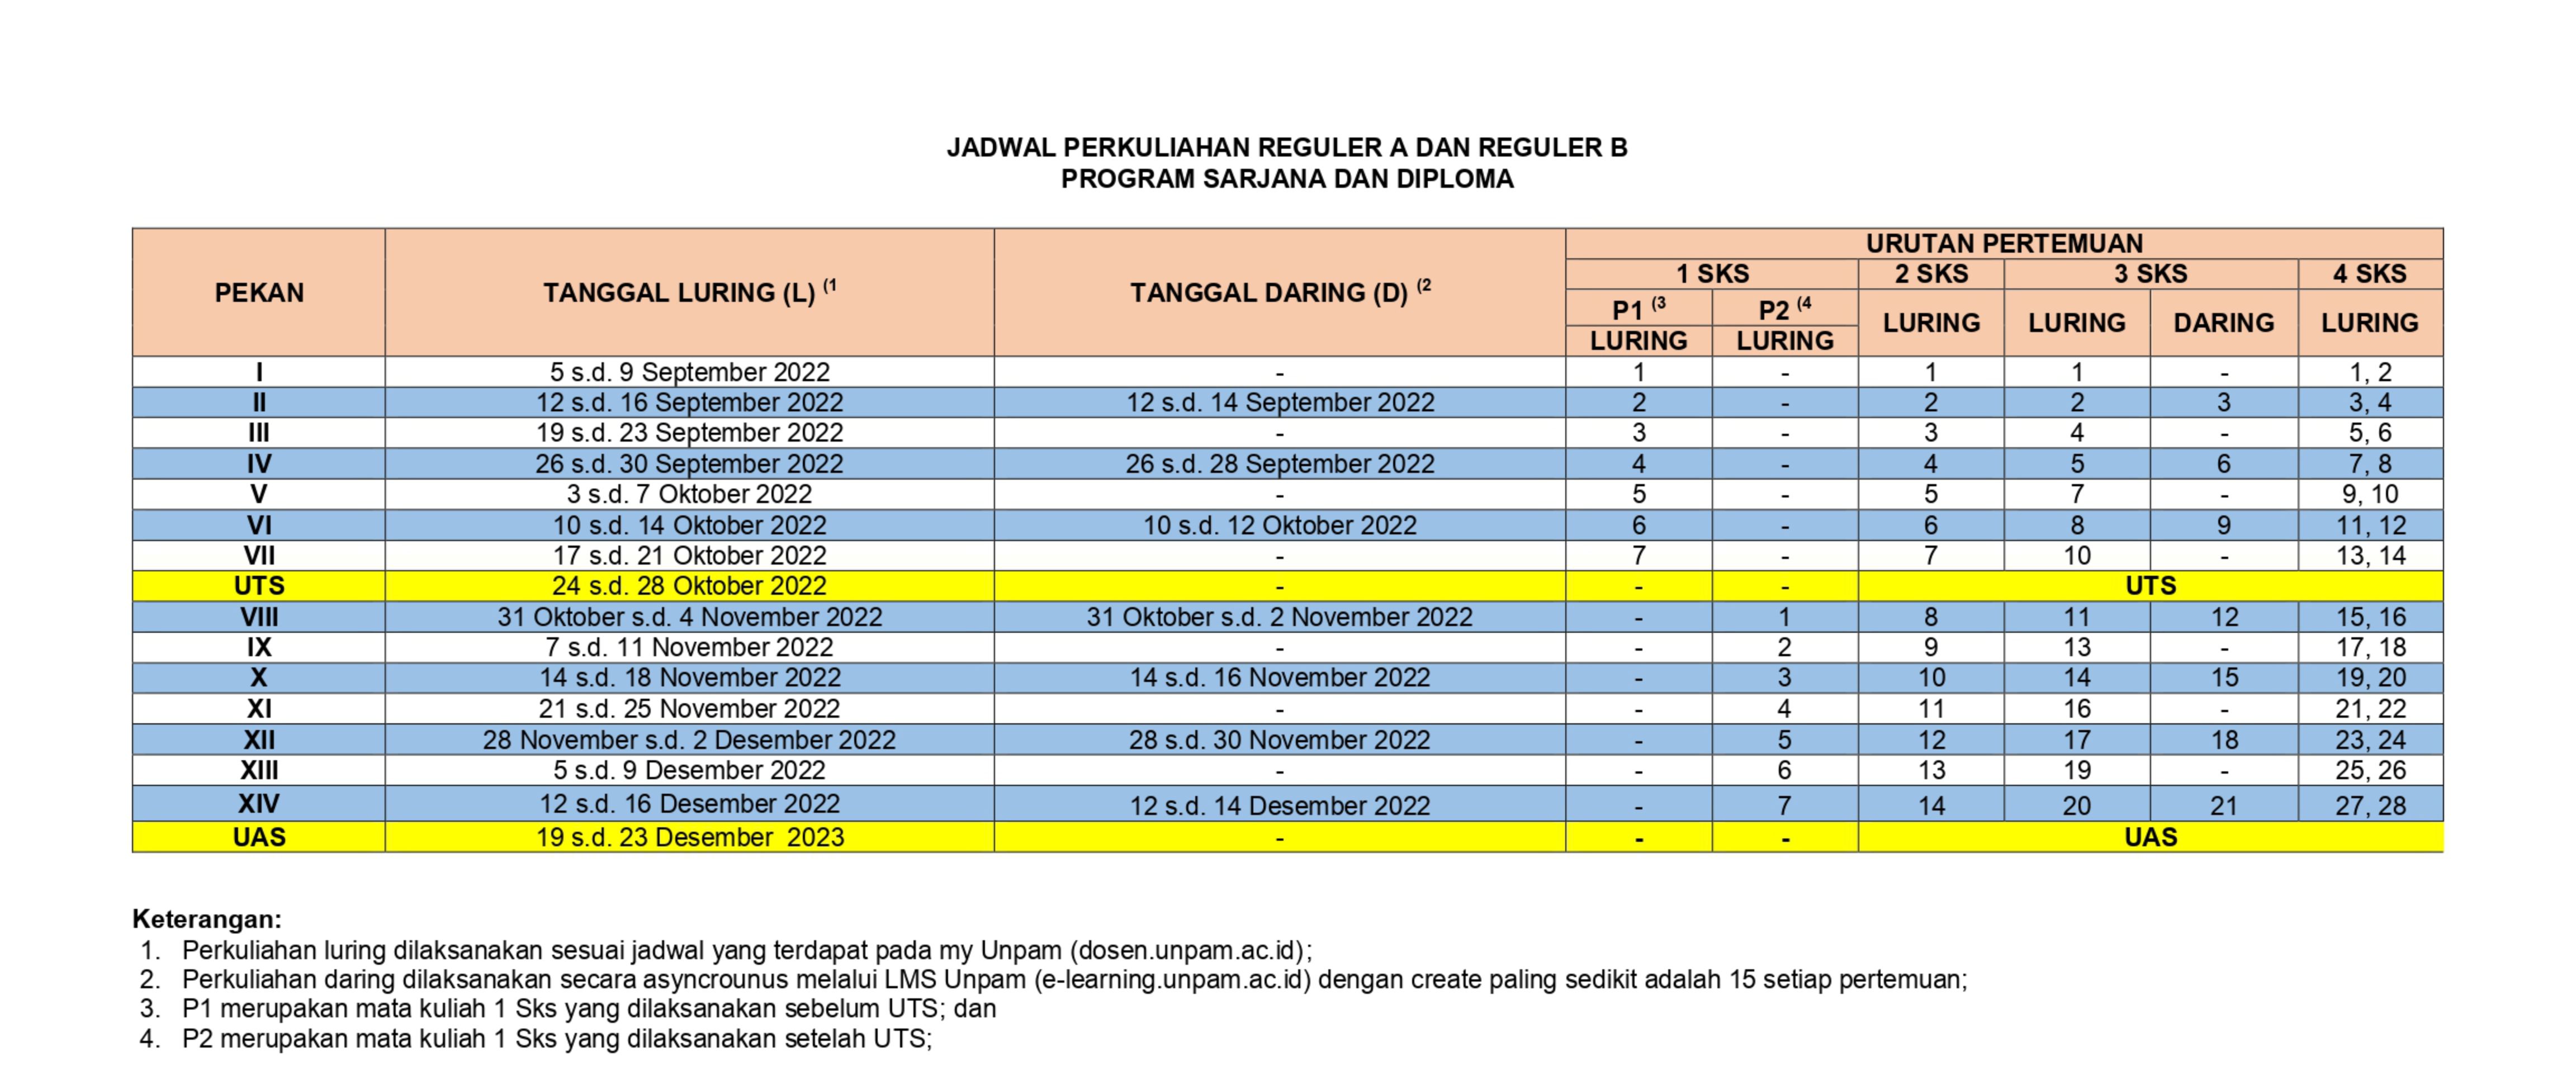 JADWAL PERKULIAHAN REGULER A DAN REGULER B
PROGRAM SARJANA DAN DIPLOMA
PEKAN TANGGAL LURING (L) (1 TANGGAL DARING (D) (2 URUTAN PERTEMUAN
1 SKS 2 SKS 3 SKS 4 SKS
P1 (3 P2 (4 LURING LURING DARING LURING
LURING LURING
I 5 s.d. 9 September 2022 - 1 - 1 1 - 1, 2
II 12 s.d. 16 September 2022 12 s.d. 14 September 2022 2 - 2 2 3 3, 4
III 19 s.d. 23 September 2022 - 3 - 3 4 - 5, 6
IV 26 s.d. 30 September 2022 26 s.d. 28 September 2022 4 - 4 5 6 7, 8
V 3 s.d. 7 Oktober 2022 - 5 - 5 7 - 9, 10
VI 10 s.d. 14 Oktober 2022 10 s.d. 12 Oktober 2022 6 - 6 8 9 11, 12
VII 17 s.d. 21 Oktober 2022 - 7 - 7 10 - 13, 14
UTS 24 s.d. 28 Oktober 2022 - - - UTS
VIII 31 Oktober s.d. 4 November 2022 31 Oktober s.d. 2 November 2022 - 1 8 11 12 15, 16
IX 7 s.d. 11 November 2022 - - 2 9 13 - 17, 18
X 14 s.d. 18 November 2022 14 s.d. 16 November 2022 - 3 10 14 15 19, 20
XI 21 s.d. 25 November 2022 - - 4 11 16 - 21, 22
XII 28 November s.d. 2 Desember 2022 28 s.d. 30 November 2022 - 5 12 17 18 23, 24
XIII 5 s.d. 9 Desember 2022 - - 6 13 19 - 25, 26
XIV 12 s.d. 16 Desember 2022 12 s.d. 14 Desember 2022 - 7 14 20 21 27, 28
UAS 19 s.d. 23 Desember 2023 - - - UAS
Keterangan:
1. Perkuliahan luring dilaksanakan sesuai jadwal yang terdapat pada my Unpam (dosen.unpam.ac.id);
2. Perkuliahan daring dilaksanakan secara asyncrounus melalui LMS Unpam (e-learning.unpam.ac.id) dengan create paling sedikit adalah 15 setiap pertemuan;
3. P1 merupakan mata kuliah 1 Sks yang dilaksanakan sebelum UTS; dan
4. P2 merupakan mata kuliah 1 Sks yang dilaksanakan setelah UTS;